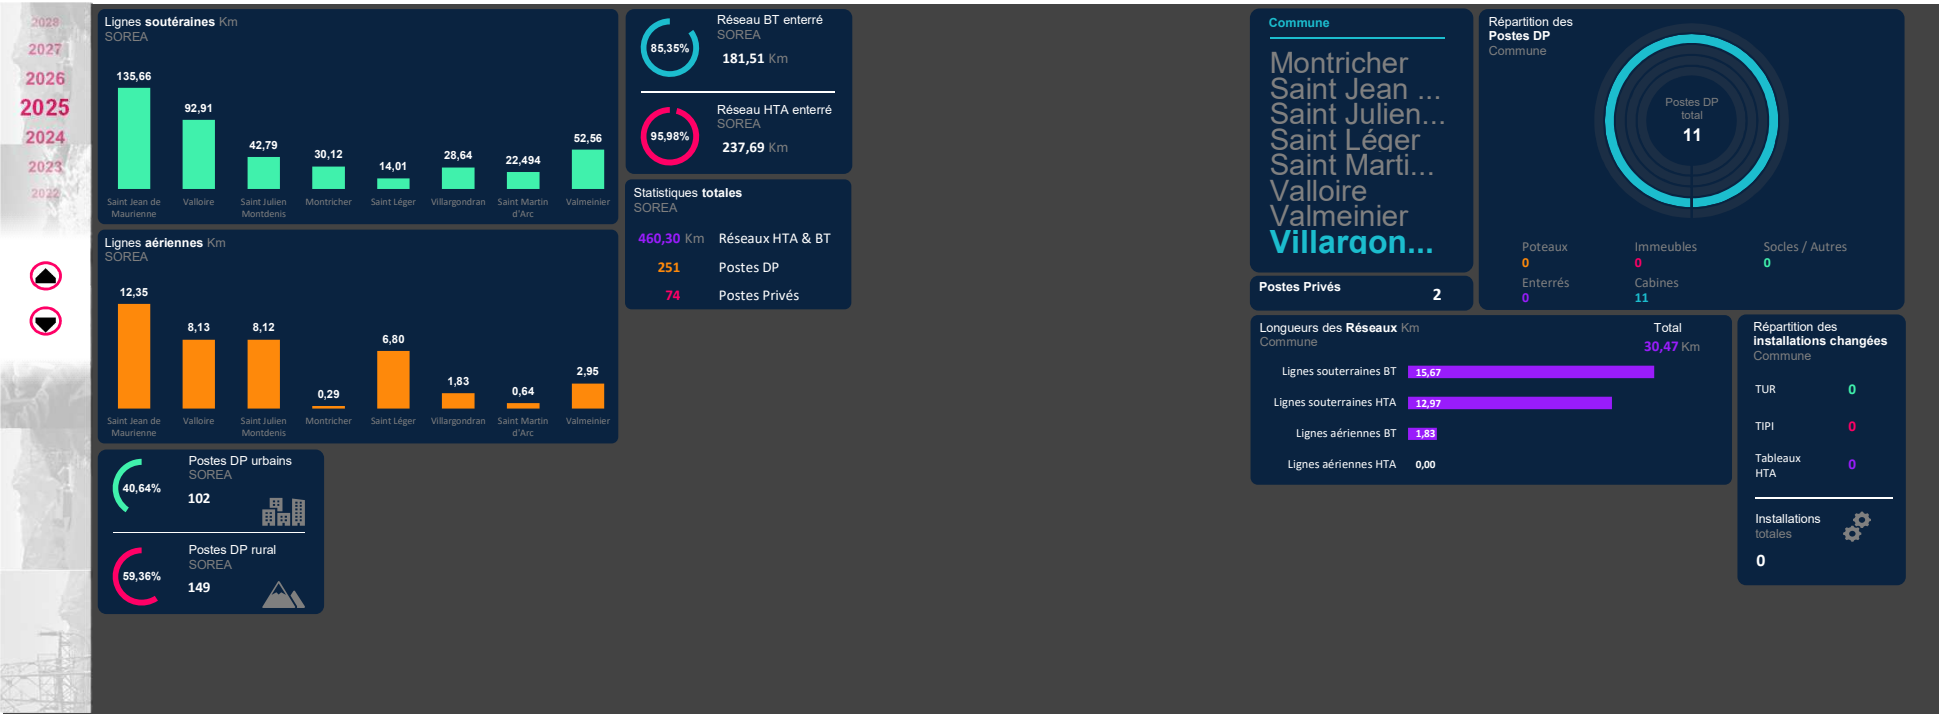 2028
2027
2026
2025
2024
2023
2022
Lignes soutéraines Km
SOREA
135,66
92,91
42,79
30,12
14,01
28,64
22,494
52,56
Saint Jean de
Maurienne
Valloire
Saint Julien
Montdenis
Montricher
Saint Léger
Villargondran
Saint Martin
d'Arc
Valmeinier
Lignes aériennes Km
SOREA
12,35
8,13
8,12
0,29
6,80
1,83
0,64
2,95
Saint Jean de
Maurienne
Valloire
Saint Julien
Montdenis
Montricher
Saint Léger
Villargondran
Saint Martin
d'Arc
Valmeinier
Postes DP urbains
SOREA
40,64%
102
Postes DP rural
SOREA
59,36%
149
Réseau BT enterré
SOREA
85,35%
181,51 Km
Réseau HTA enterré
SOREA
95,98%
237,69 Km
Statistiques totales
SOREA
460,30 Km Réseaux HTA & BT
251 Postes DP
74 Postes Privés
Commune
Montricher
Saint Jean ...
Saint Julien...
Saint Léger
Saint Marti...
Valloire
Valmeinier
Villargon...
Postes Privés 2
Répartition des
Postes DP
Commune
Postes DP
total
11
Poteaux
0
Immeubles
0
Socles / Autres
0
Enterrés
0
Cabines
11
Longueurs des Réseaux Km
Commune
Total
30,47 Km
Lignes souterraines BT 15,67
Lignes souterraines HTA 12,97
Lignes aériennes BT 1,83
Lignes aériennes HTA 0,00
Répartition des
installations changées
Commune
TUR 0
TIPI 0
Tableaux
HTA 0
Installations
totales
0